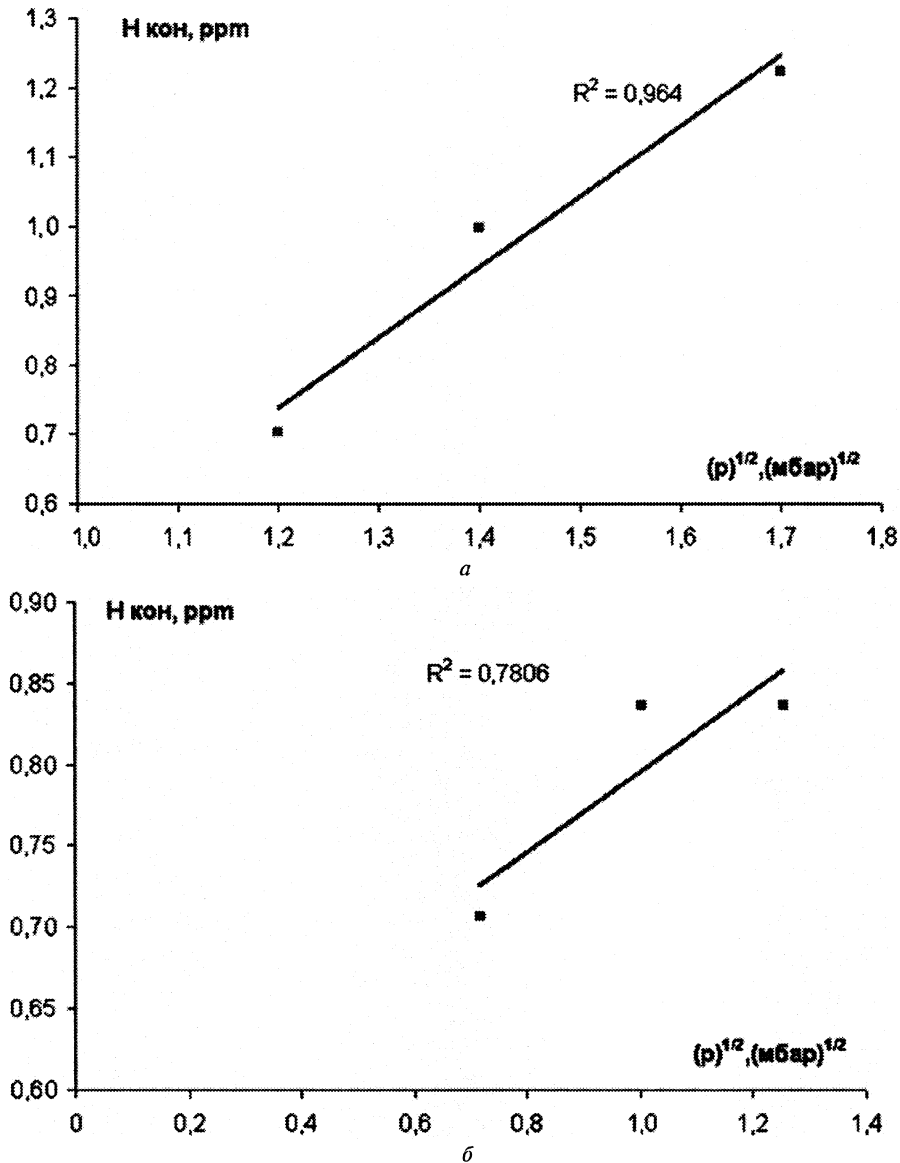 1,3
Н кон, ppm
1,2
R² = 0,964
1,1
1,0
0,9
0,8
0,7
(p)^1/2,(мбар)^1/2
0,6
1,0 1,1 1,2 1,3 1,4 1,5 1,6 1,7 1,8
а
0,90
Н кон, ppm
R² = 0,7806
0,85
0,80
0,75
0,70
0,65
(p)^1/2,(мбар)^1/2
0,60
0 0,2 0,4 0,6 0,8 1,0 1,2 1,4
б